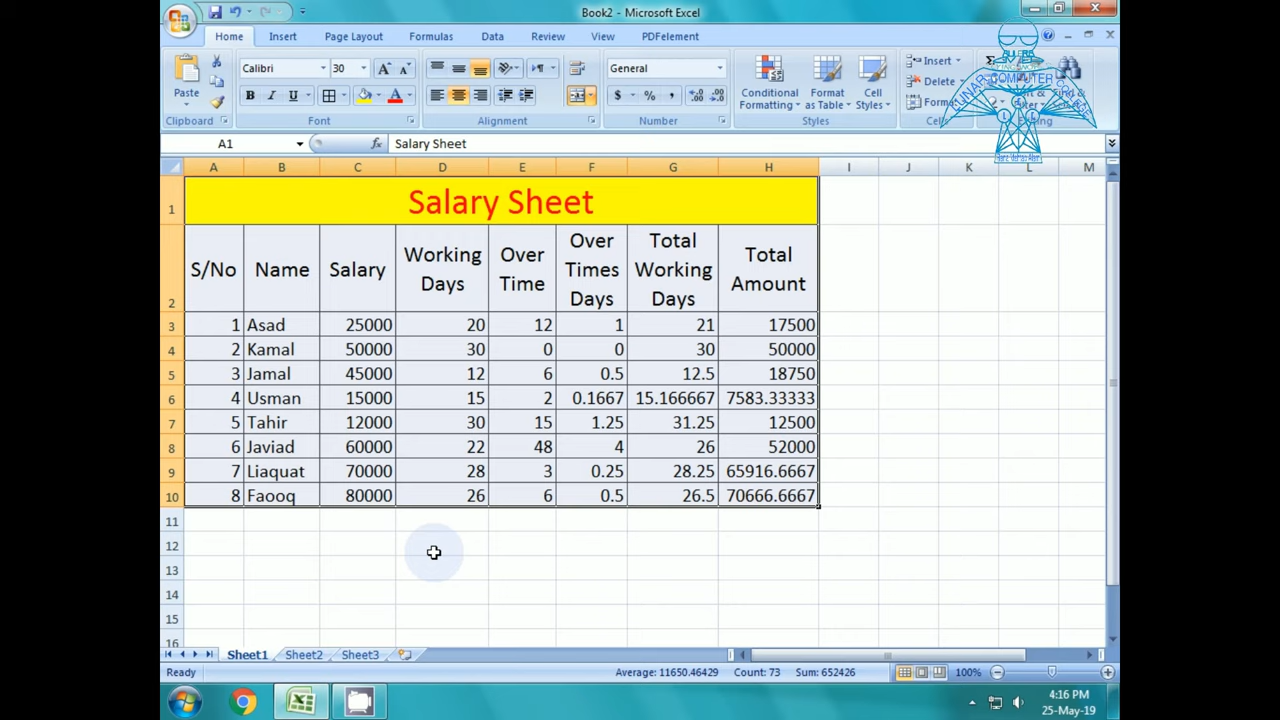 Book2 - Microsoft Excel
Home Insert Page Layout Formulas Data Review View PDFelement
Calibri 30 General
Paste
Conditional Formatting Format as Table Cell Styles
Insert
Delete
Clipboard Font Alignment Number Styles Editing
LUNAR COMPUTER COLLEGE
A1 fx Salary Sheet
A B C D E F G H I J K L M
1 Salary Sheet
2 S/No Name Salary Working Days Over Time Over Times Days Total Working Days Total Amount
3 1 Asad 25000 20 12 1 21 17500
4 2 Kamal 50000 30 0 0 30 50000
5 3 Jamal 45000 12 6 0.5 12.5 18750
6 4 Usman 15000 15 2 0.1667 15.166667 7583.33333
7 5 Tahir 12000 30 15 1.25 31.25 12500
8 6 Javiad 60000 22 48 4 26 52000
9 7 Liaquat 70000 28 3 0.25 28.25 65916.6667
10 8 Faooq 80000 26 6 0.5 26.5 70666.6667
11
12
13
14
15
16
Sheet1 Sheet2 Sheet3
Ready Average: 11650.46429 Count: 73 Sum: 652426 100%
4:16 PM
25-May-19